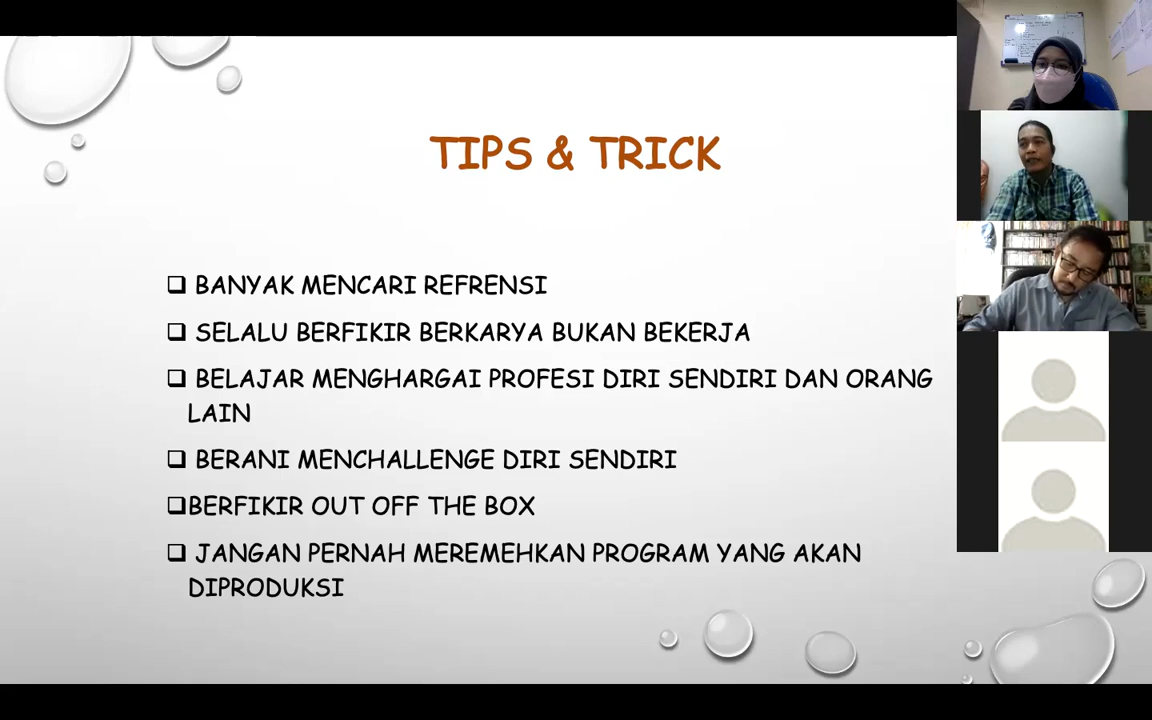 TIPS & TRICK
BANYAK MENCARI REFRENSI
SELALU BERFIKIR BERKARYA BUKAN BEKERJA
BELAJAR MENGHARGAI PROFESI DIRI SENDIRI DAN ORANG
LAIN
BERANI MENCHALLENGE DIRI SENDIRI
BERFIKIR OUT OFF THE BOX
JANGAN PERNAH MEREMEHKAN PROGRAM YANG AKAN
DIPRODUKSI